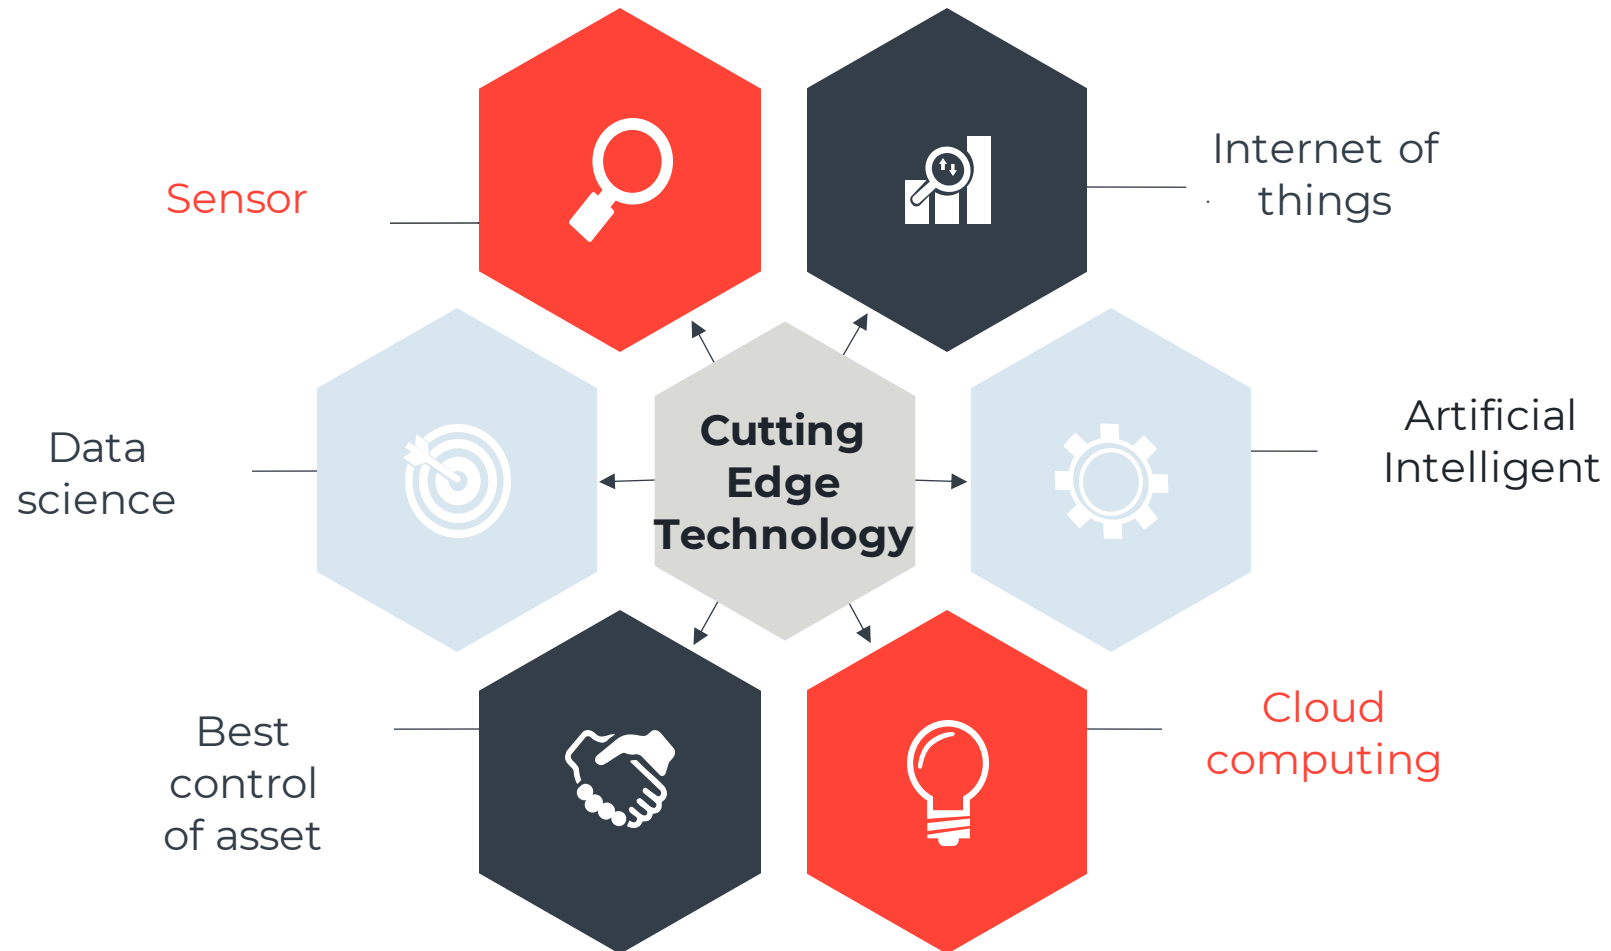 Sensor
Internet of
things
Cutting
Edge
Technology
Data
science
Artificial
Intelligent
Best
control
of asset
Cloud
computing